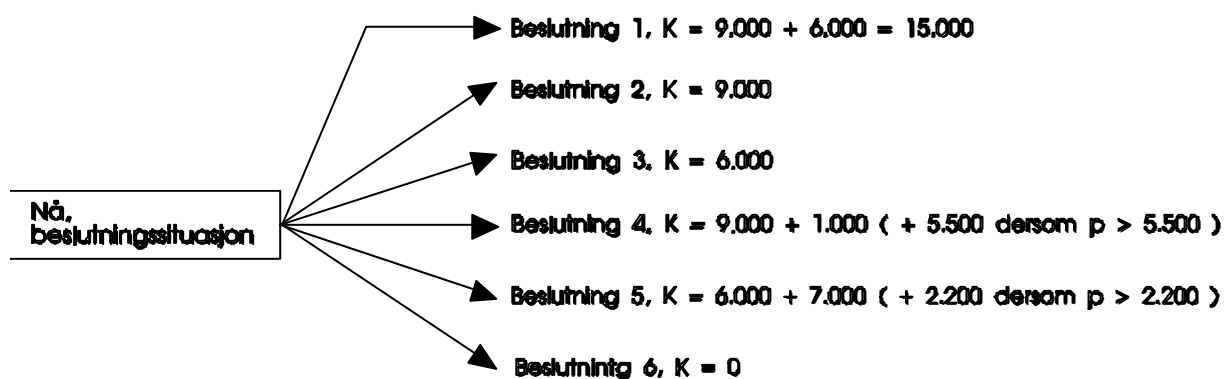 Beslutning 1, K = 9.000 + 6.000 = 15.000
Beslutning 2, K = 9.000
Beslutning 3, K = 6.000
Nå,
beslutningssituasjon
Beslutning 4, K = 9.000 + 1.000 ( + 5.500 dersom p > 5.500 )
Beslutning 5, K = 6.000 + 7.000 ( + 2.200 dersom p > 2.200 )
Beslutnintg 6, K = 0